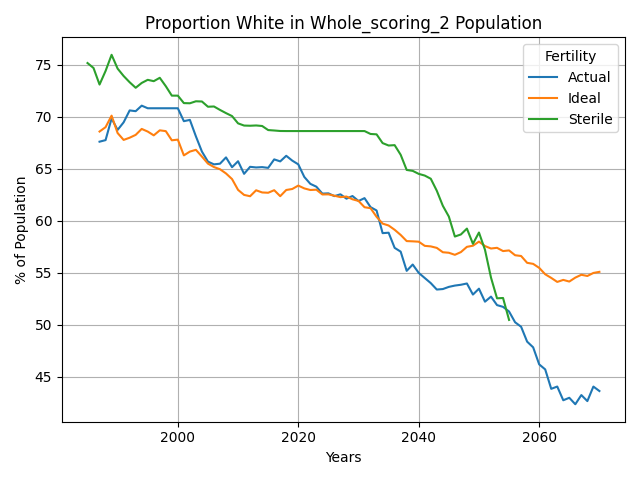 Proportion White in Whole_scoring_2 Population
Fertility
Actual
Ideal
Sterile
75
70
65
60
55
50
45
% of Population
2000
2020
2040
2060
Years